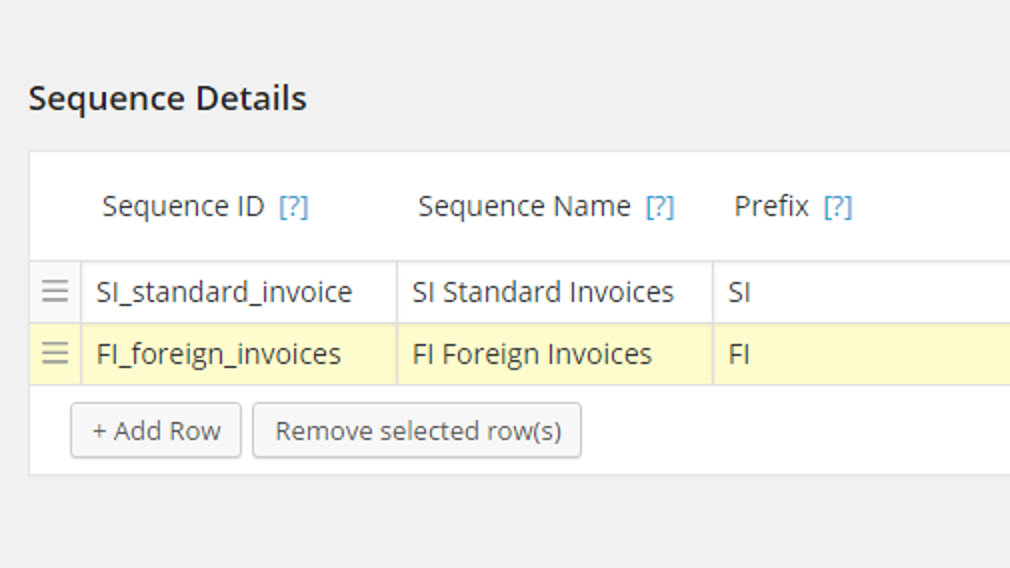 Sequence Details
Sequence ID [?] Sequence Name [?] Prefix [?]
SI_standard_invoice SI Standard Invoices SI
FI_foreign_invoices FI Foreign Invoices FI
+ Add Row Remove selected row(s)